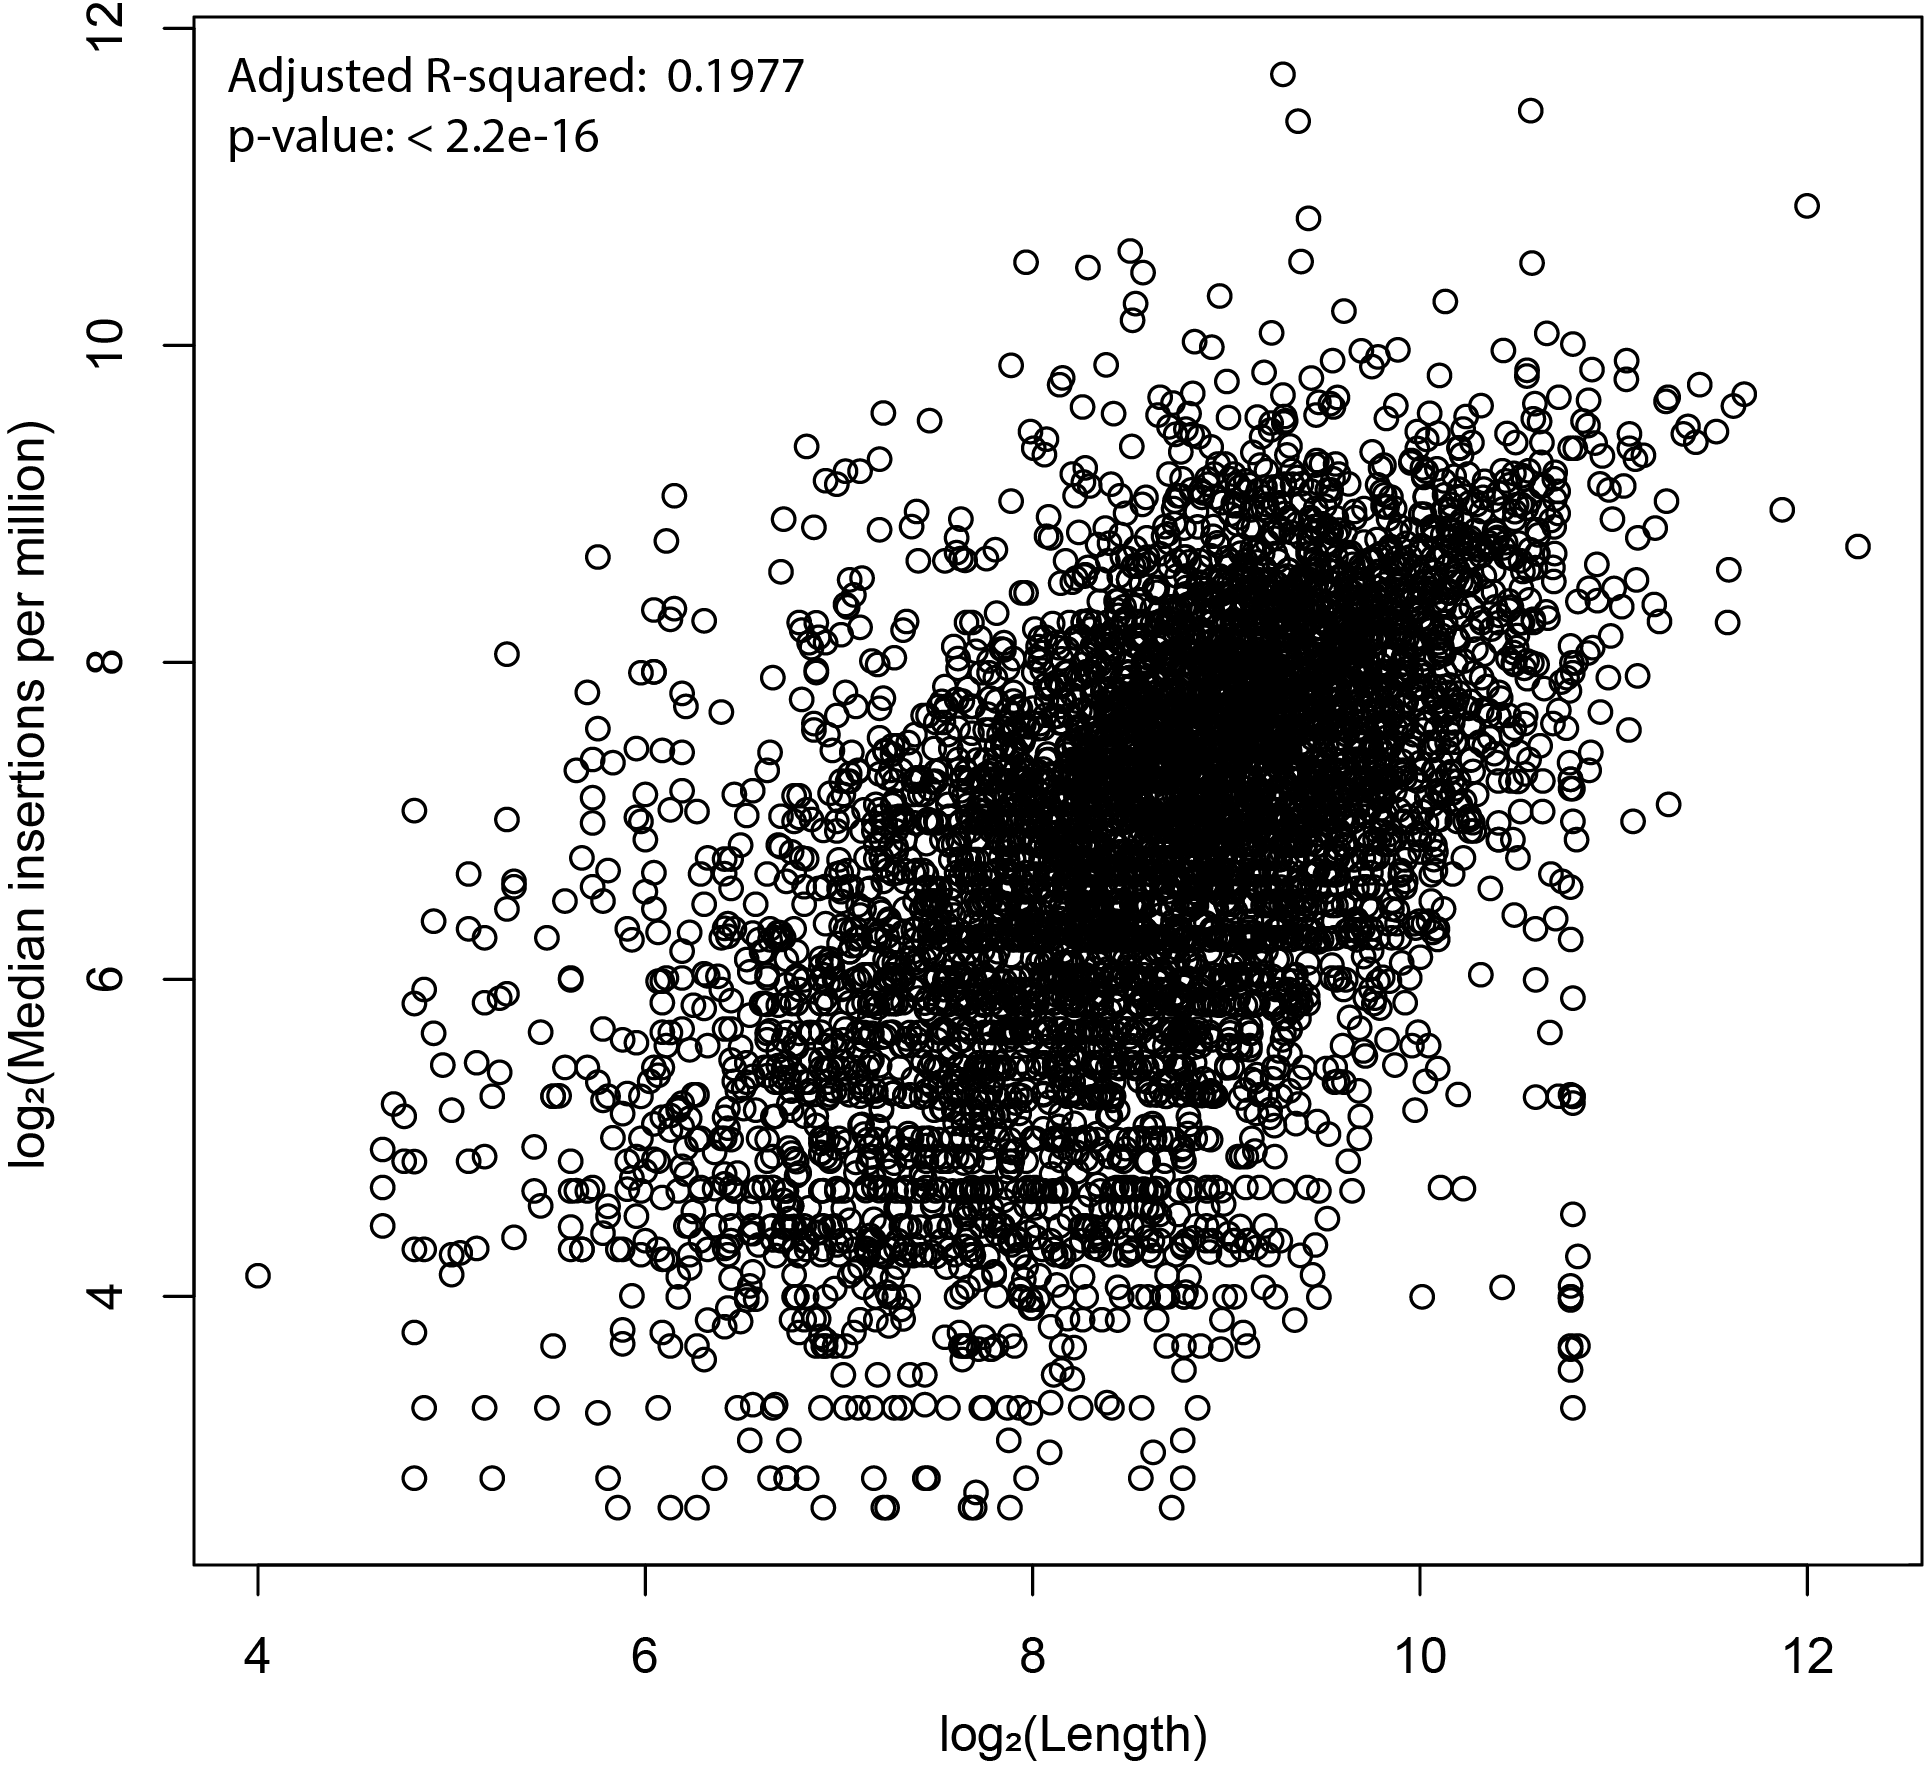 Adjusted R-squared: 0.1977
p-value: < 2.2e-16
log₂(Median insertions per million)
12
10
8
6
4
4 6 8 10 12
log₂(Length)